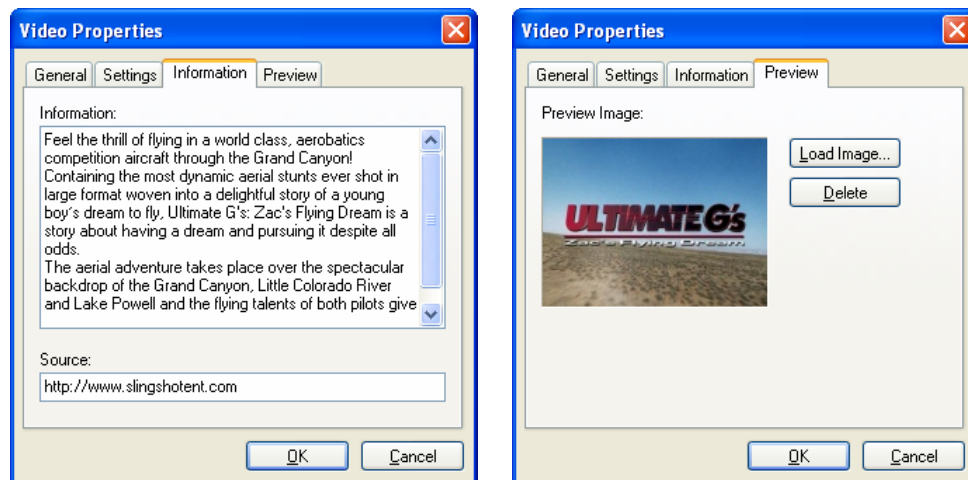 Video Properties
General Settings Information Preview
Information:
Feel the thrill of flying in a world class, aerobatics
competition aircraft through the Grand Canyon!
Containing the most dynamic aerial stunts ever shot in
large format woven into a delightful story of a young
boy´s dream to fly, Ultimate G's: Zac's Flying Dream is a
story about having a dream and pursuing it despite all
odds.
The aerial adventure takes place over the spectacular
backdrop of the Grand Canyon, Little Colorado River
and Lake Powell and the flying talents of both pilots give
Source:
http://www.slingshotent.com
OK Cancel
Video Properties
General Settings Information Preview
Preview Image:
ULTIMATE G's
Zac's Flying Dream
Load Image...
Delete
OK Cancel